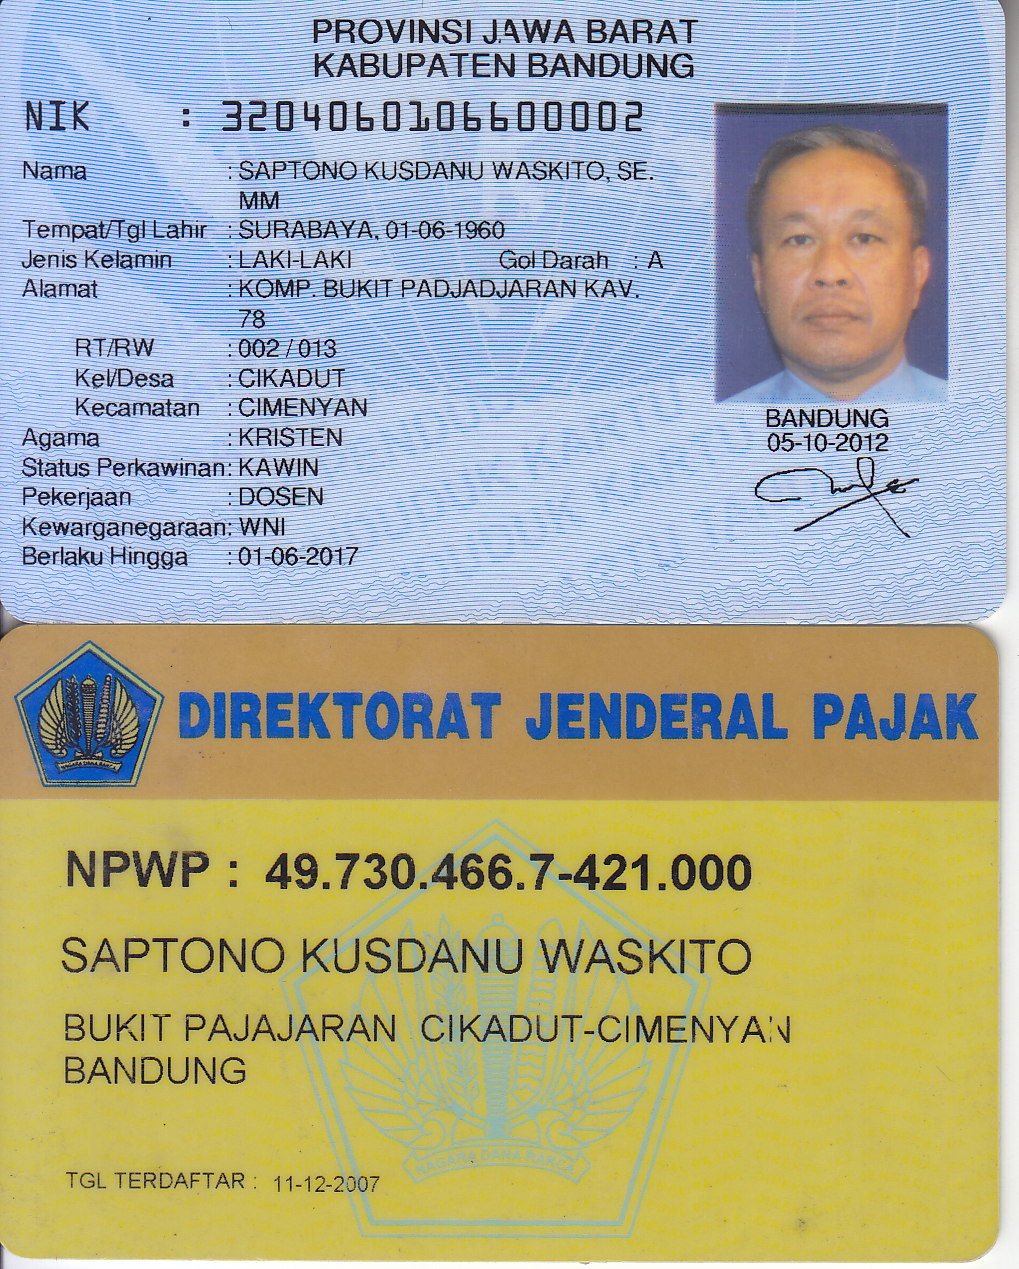 PROVINSI JAWA BARAT
KABUPATEN BANDUNG
NIK : 3204060106600002
Nama : SAPTONO KUSDANU WASKITO, SE.
MM
Tempat/Tgl Lahir : SURABAYA, 01-06-1960
Jenis Kelamin : LAKI-LAKI Gol Darah : A
Alamat : KOMP. BUKIT PADJADJARAN KAV.
78
RT/RW : 002 / 013
Kel/Desa : CIKADUT
Kecamatan : CIMENYAN
Agama : KRISTEN
Status Perkawinan: KAWIN
Pekerjaan : DOSEN
Kewarganegaraan: WNI
Berlaku Hingga : 01-06-2017
BANDUNG
05-10-2012
DIREKTORAT JENDERAL PAJAK
NAGARA DANA RAKCA
NPWP : 49.730.466.7-421.000
SAPTONO KUSDANU WASKITO
BUKIT PAJAJARAN CIKADUT-CIMENYAN
BANDUNG
NAGARA DANA RAKCA
TGL TERDAFTAR : 11-12-2007